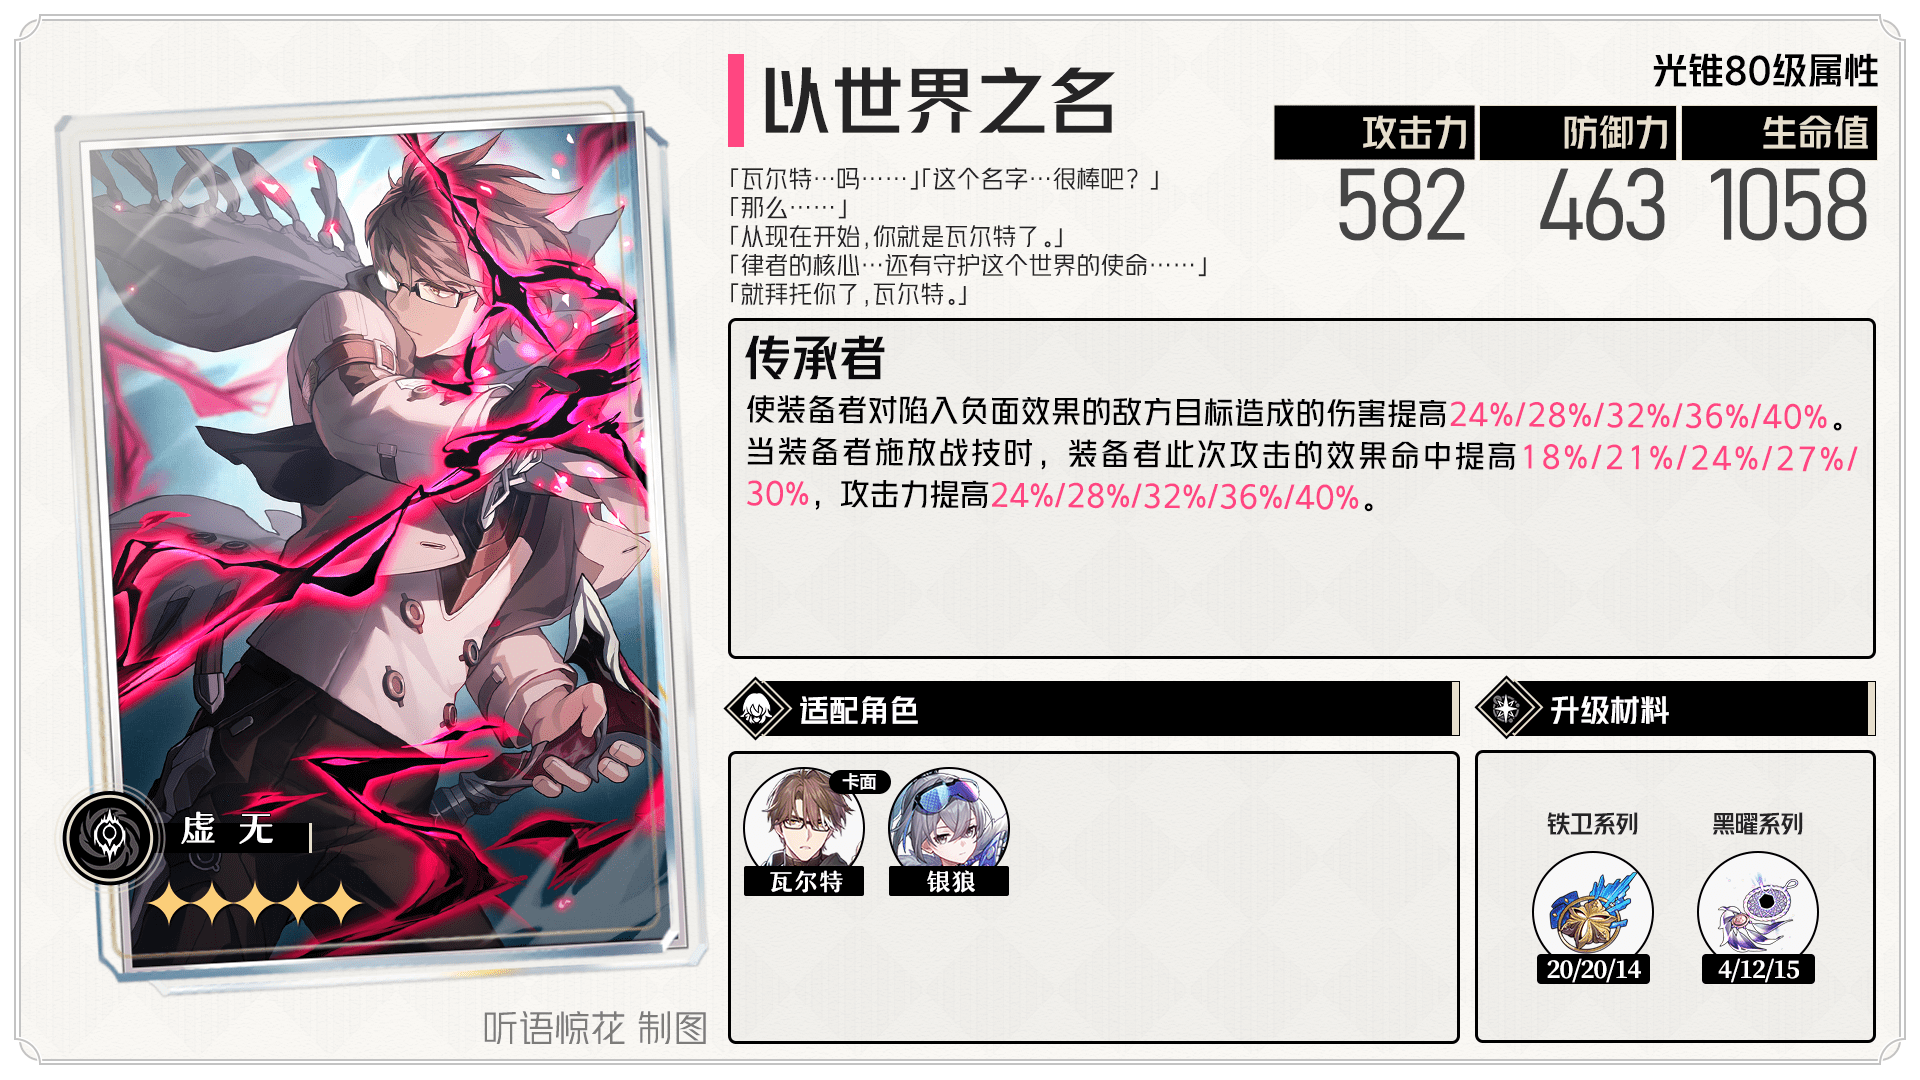 以世界之名
「瓦尔特…吗……」「这个名字…很棒吧？」
「那么……」
「从现在开始,你就是瓦尔特了。」
「律者的核心…还有守护这个世界的使命……」
「就拜托你了,瓦尔特。」
光锥80级属性
攻击力 防御力 生命值
582 463 1058
传承者
使装备者对陷入负面效果的敌方目标造成的伤害提高24%/28%/32%/36%/40%。
当装备者施放战技时，装备者此次攻击的效果命中提高18%/21%/24%/27%/
30%，攻击力提高24%/28%/32%/36%/40%。
适配角色
卡面
瓦尔特 银狼
升级材料
铁卫系列 黑曜系列
20/20/14 4/12/15
虚 无
听语惊花 制图